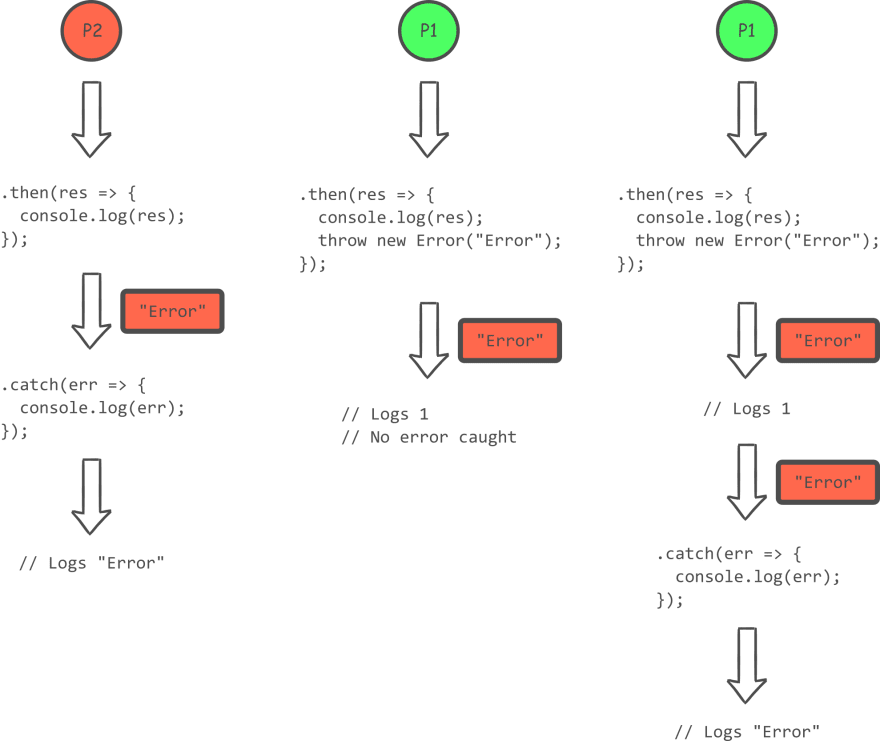 P2
.then(res => {
  console.log(res);
});
"Error"
.catch(err => {
  console.log(err);
});
// Logs "Error"
P1
.then(res => {
  console.log(res);
  throw new Error("Error");
});
"Error"
// Logs 1
// No error caught
P1
.then(res => {
  console.log(res);
  throw new Error("Error");
});
"Error"
// Logs 1
"Error"
.catch(err => {
  console.log(err);
});
// Logs "Error"